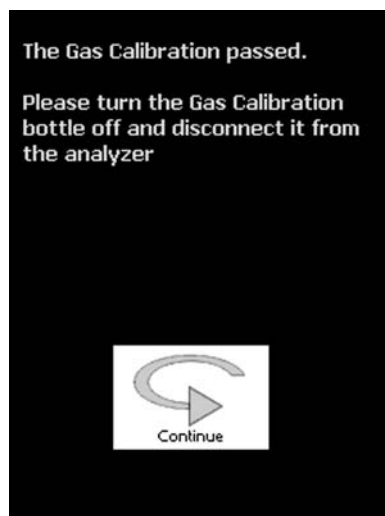 The Gas Calibration passed.
Please turn the Gas Calibration
bottle off and disconnect it from
the analyzer
Continue